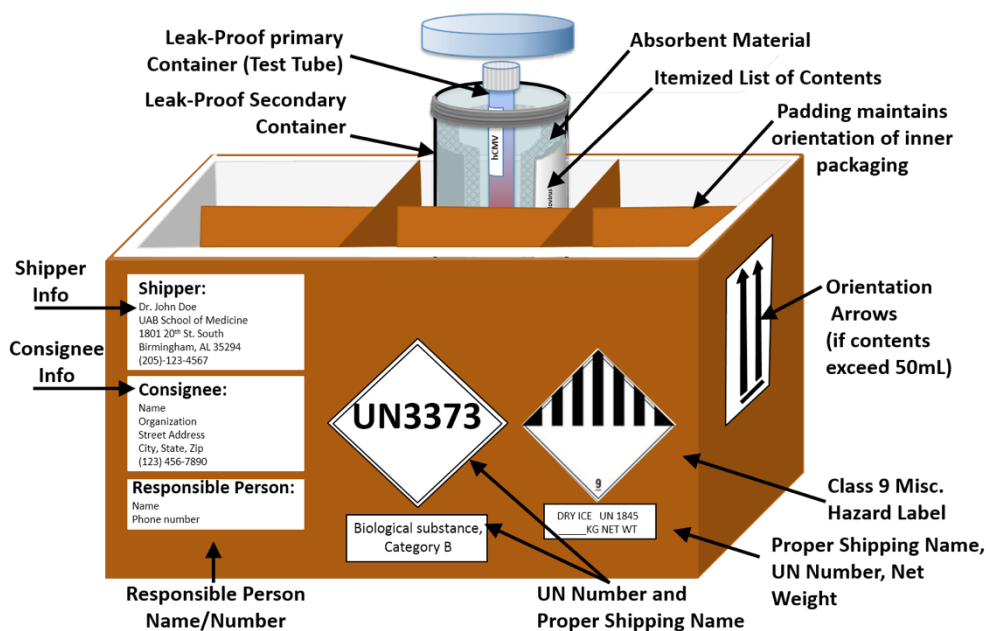 Leak-Proof primary
Container (Test Tube)
Leak-Proof Secondary
Container
Absorbent Material
Itemized List of Contents
Padding maintains
orientation of inner
packaging
hCMV
Shipper
Info
Shipper:
Dr. John Doe
UAB School of Medicine
1801 20th St. South
Birmingham, AL 35294
(205)-123-4567
Consignee
Info
Consignee:
Name
Organization
Street Address
City, State, Zip
(123) 456-7890
Responsible Person:
Name
Phone number
UN3373
Biological substance,
Category B
9
DRY ICE UN 1845
_____KG NET WT
Orientation
Arrows
(if contents
exceed 50mL)
Class 9 Misc.
Hazard Label
Proper Shipping Name,
UN Number, Net
Weight
Responsible Person
Name/Number
UN Number and
Proper Shipping Name